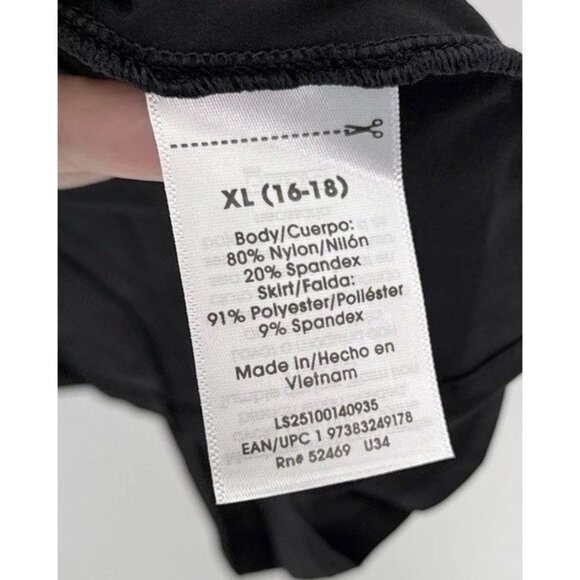 XL (16-18)
Body/Cuerpo:
80% Nylon/Nilón
20% Spandex
Skirt/Falda:
91% Polyester/Poliéster
9% Spandex
Made in/Hecho en
Vietnam
LS25100140935
EAN/UPC 1 97383249178
Rn# 52469 U34